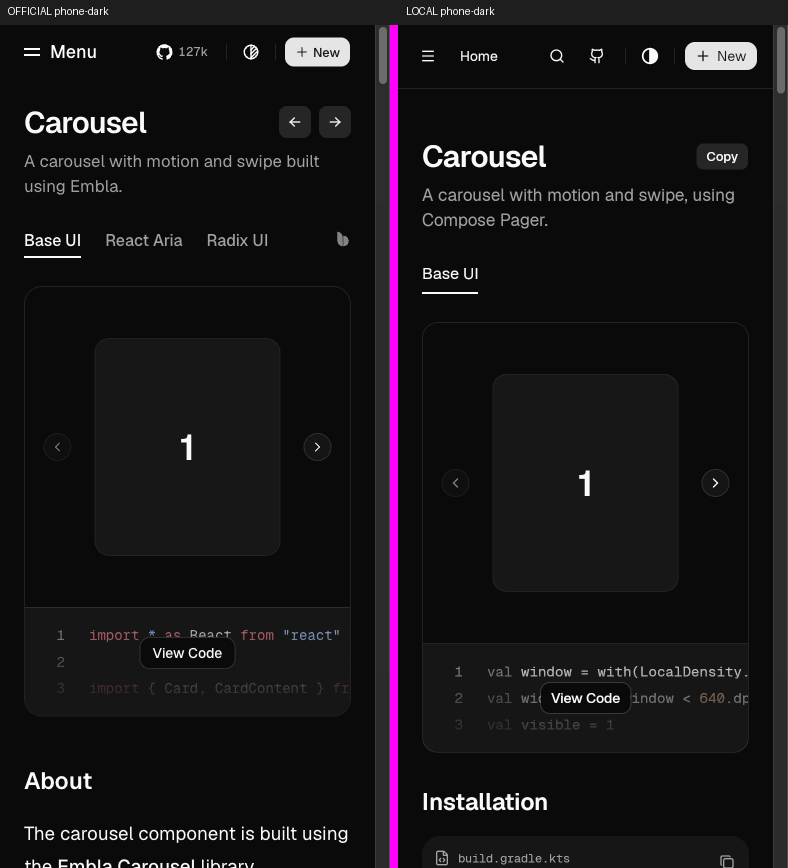 OFFICIAL phone-dark
Menu
127k
New
Carousel
A carousel with motion and swipe built
using Embla.
Base UI
React Aria
Radix UI
1
1 import * as React from "react"
2
View Code
3 import { Card, CardContent } fr
About
The carousel component is built using
the Embla Carousel library
LOCAL phone-dark
Home
New
Carousel
Copy
A carousel with motion and swipe, using
Compose Pager.
Base UI
1
1 val window = with(LocalDensity.
2 val indow < 640.dp
View Code
3 val visible = 1
Installation
build.gradle.kts